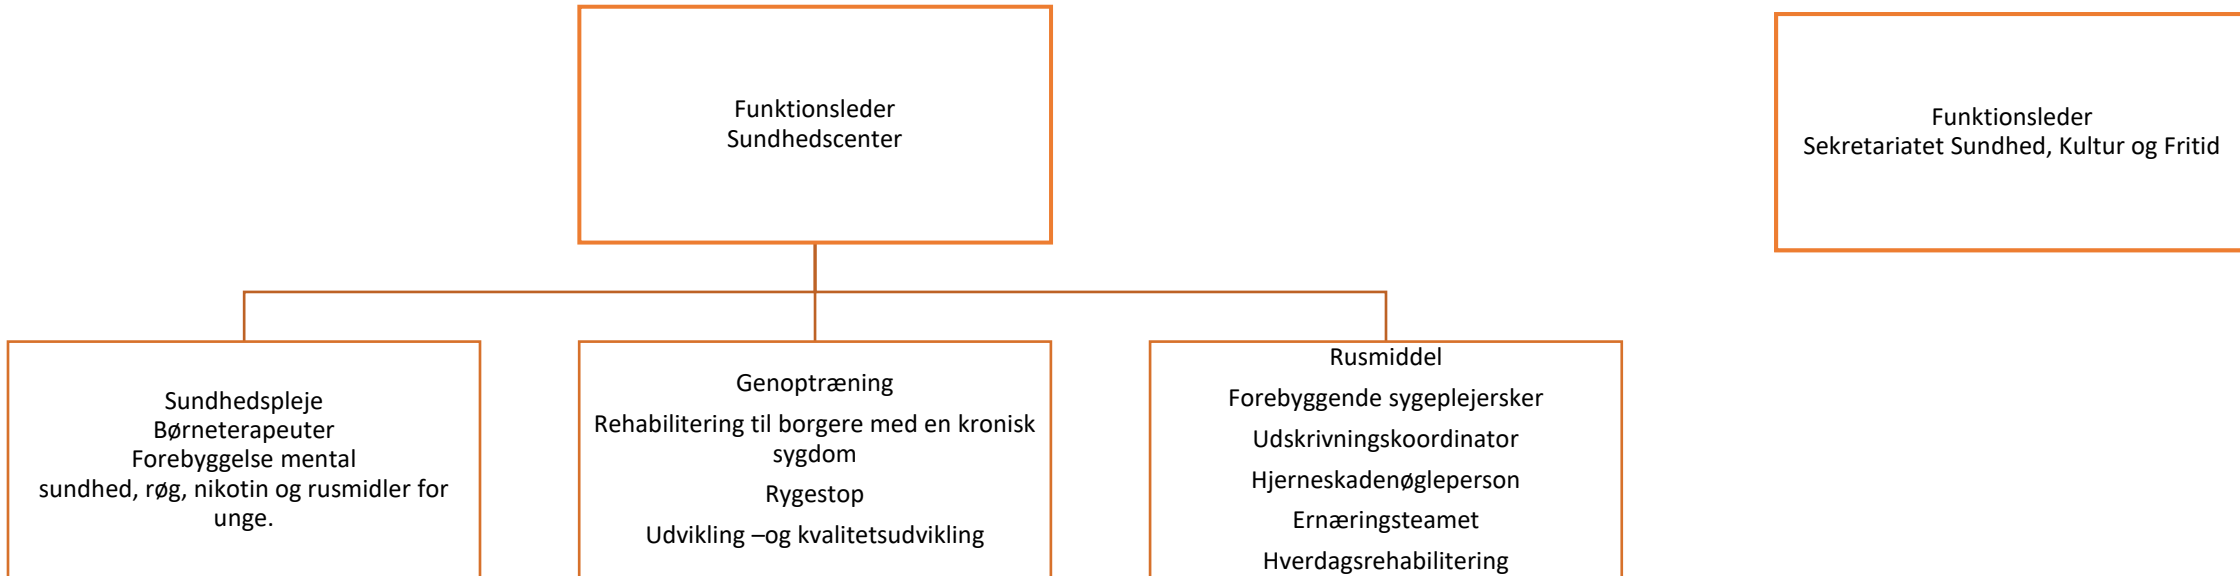 Funktionsleder
Sundhedscenter
Funktionsleder
Sekretariatet Sundhed, Kultur og Fritid
Sundhedspleje
Børneterapeuter
Forebyggelse mental
sundhed, røg, nikotin og rusmidler for
unge.
Genoptræning
Rehabilitering til borgere med en kronisk
sygdom
Rygestop
Udvikling –og kvalitetsudvikling
Rusmiddel
Forebyggende sygeplejersker
Udskrivningskoordinator
Hjerneskadenøgleperson
Ernæringsteamet
Hverdagsrehabilitering